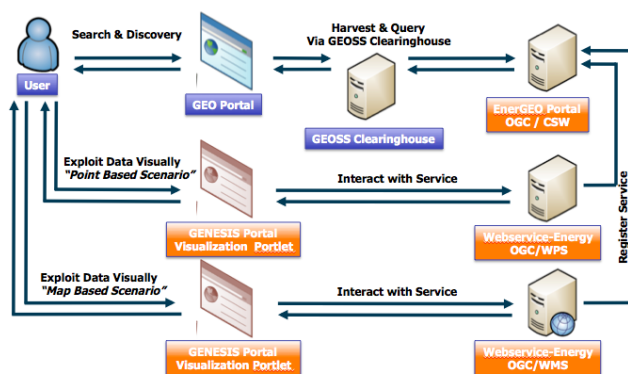 Harvest & Query
Via GEOSS Clearinghouse
Search & Discovery
User
GEO Portal
GEOSS Clearinghouse
EnerGEO Portal
OGC / CSW
Exploit Data Visually
“Point Based Scenario”
Interact with Service
GENESIS Portal
Visualization Portlet
Webservice-Energy
OGC/WPS
Register Service
Exploit Data Visually
“Map Based Scenario”
Interact with Service
GENESIS Portal
Visualization Portlet
Webservice-Energy
OGC/WMS